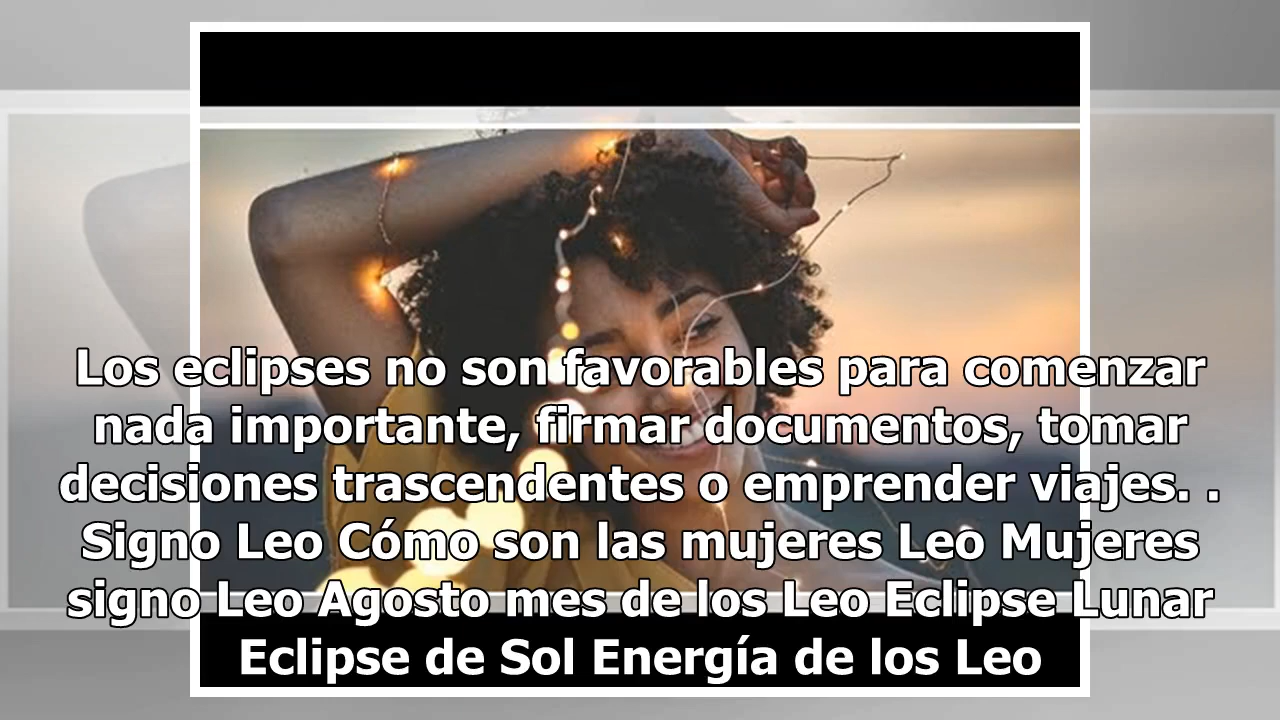 Los eclipses no son favorables para comenzar
nada importante, firmar documentos, tomar
decisiones trascendentes o emprender viajes. .
Signo Leo Cómo son las mujeres Leo Mujeres
signo Leo Agosto mes de los Leo Eclipse Lunar
Eclipse de Sol Energía de los Leo